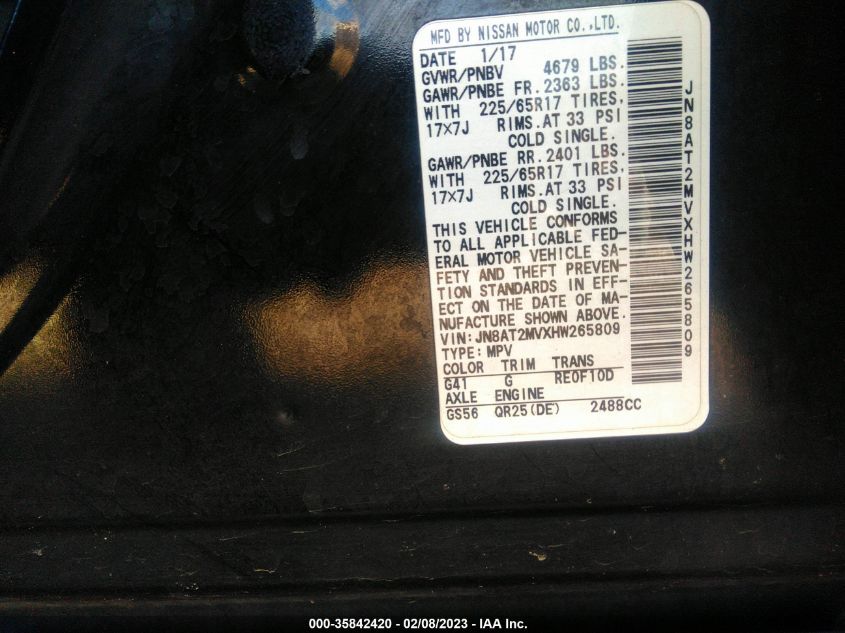 MFD BY NISSAN MOTOR CO.,LTD.
DATE 1/17
GVWR/PNBV 4679 LBS.
GAWR/PNBE FR. 2363 LBS.
WITH 225/65R17 TIRES,
17×7J RIMS.AT 33 PSI
COLD SINGLE.
GAWR/PNBE RR. 2401 LBS.
WITH 225/65R17 TIRES,
17×7J RIMS.AT 33 PSI
COLD SINGLE.
THIS VEHICLE CONFORMS
TO ALL APPLICABLE FED-
ERAL MOTOR VEHICLE SA-
FETY AND THEFT PREVEN-
TION STANDARDS IN EFF-
ECT ON THE DATE OF MA-
NUFACTURE SHOWN ABOVE.
VIN:JN8AT2MVXHW265809
TYPE:MPV
COLOR TRIM TRANS
G41 G RE0F10D
AXLE ENGINE
GS56 QR25(DE) 2488CC
JN8AT2MVXHW265809
000-35842420 - 02/08/2023 - IAA Inc.